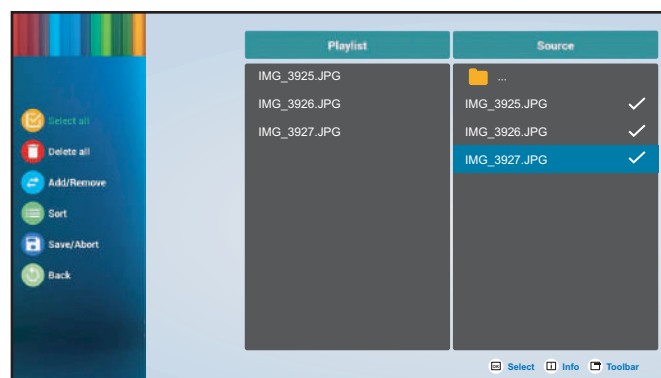 Select all
Delete all
Add/Remove
Sort
Save/Abort
Back
Playlist
IMG_3925.JPG
IMG_3926.JPG
IMG_3927.JPG
Source
...
IMG_3925.JPG
IMG_3926.JPG
IMG_3927.JPG
Select Info Toolbar